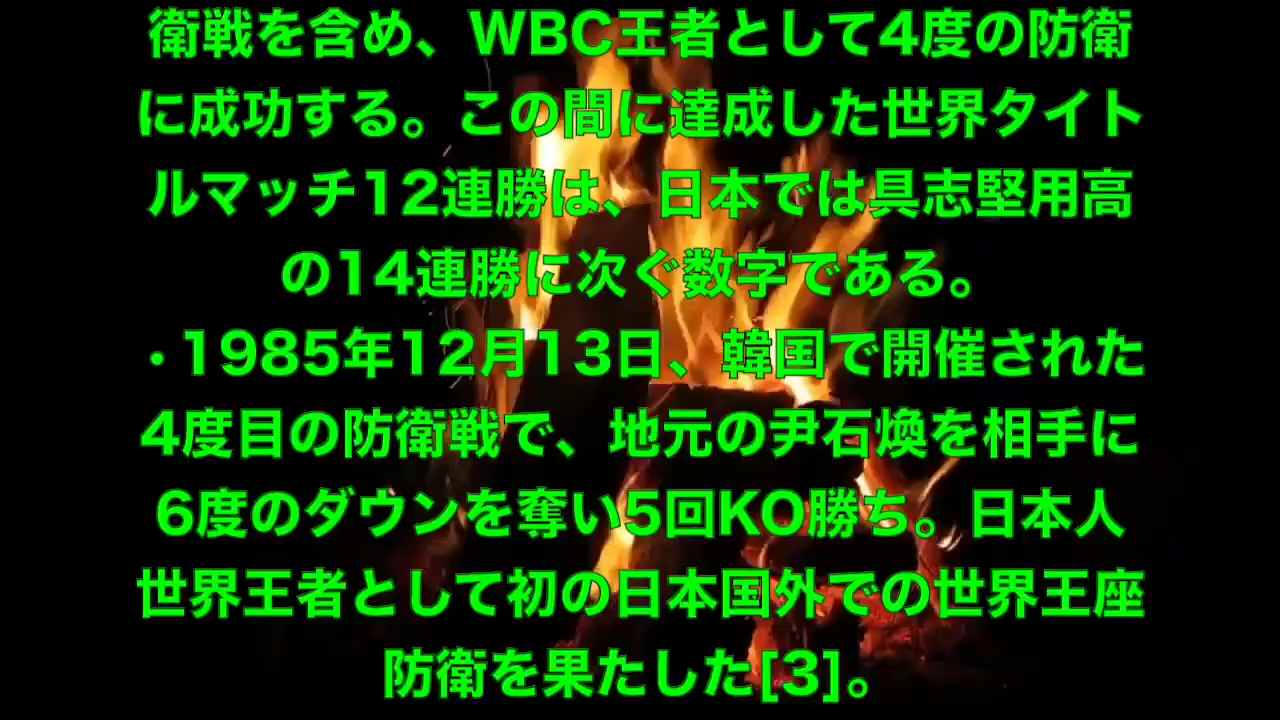 衛戦を含め、WBC王者として4度の防衛
に成功する。この間に達成した世界タイト
ルマッチ12連勝は、日本では具志堅用高
の14連勝に次ぐ数字である。
・1985年12月13日、韓国で開催された
4度目の防衛戦で、地元の尹石煥を相手に
6度のダウンを奪い5回KO勝ち。日本人
世界王者として初の日本国外での世界王座
防衛を果たした[3]。